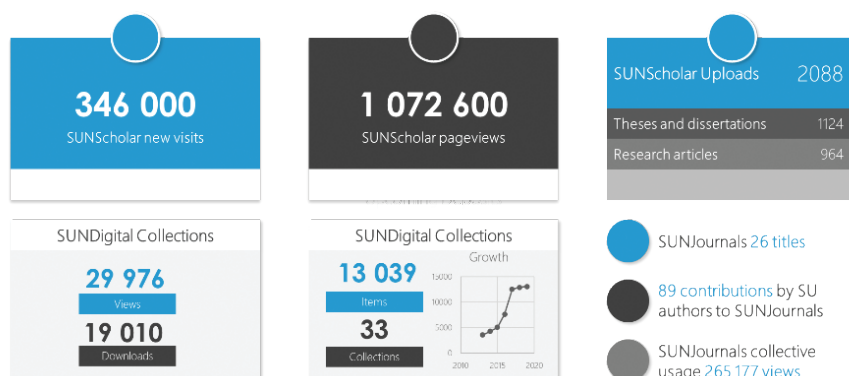 346 000
SUNScholar new visits
1 072 600
SUNScholar pageviews
SUNScholar Uploads 2088
Theses and dissertations 1124
Research articles 964
SUNDigital Collections
29 976
Views
19 010
Downloads
SUNDigital Collections
13 039
Items
33
Collections
Growth
15000
10000
5000
0
2010 2015 2020
SUNJournals 26 titles
89 contributions by SU
authors to SUNJournals
SUNJournals collective
usage 265 177 views